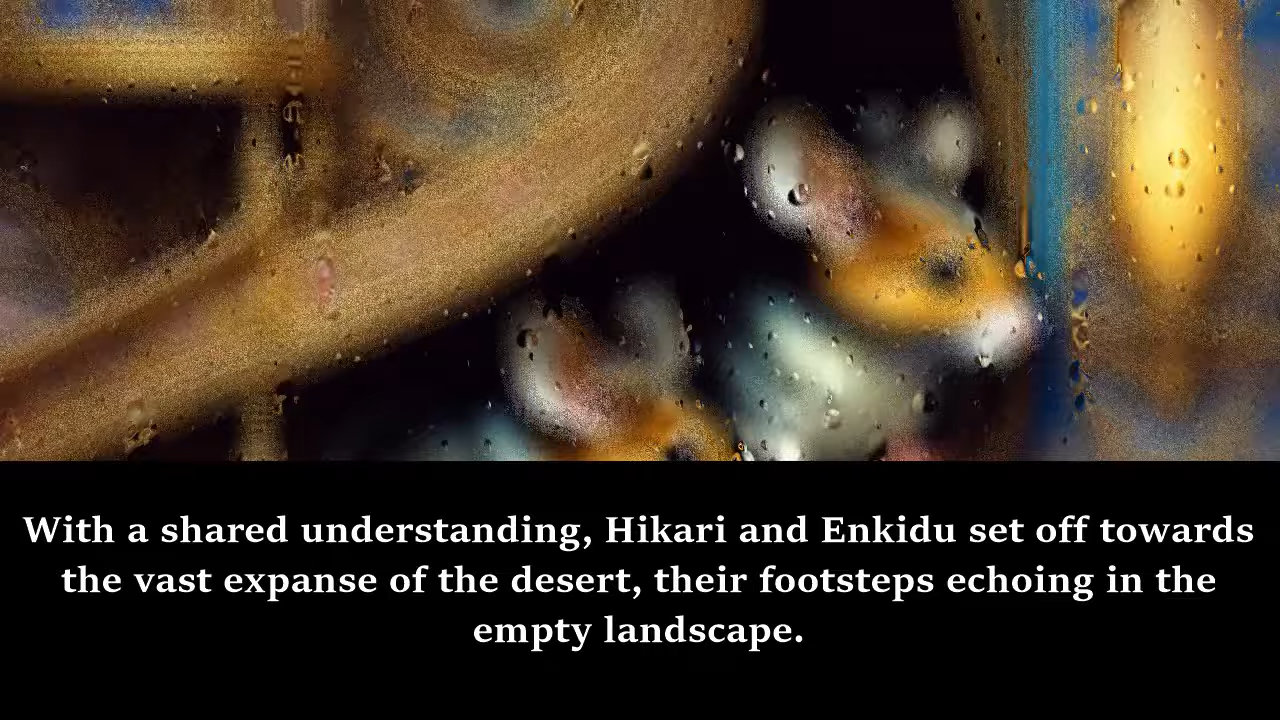 With a shared understanding, Hikari and Enkidu set off towards
the vast expanse of the desert, their footsteps echoing in the
empty landscape.